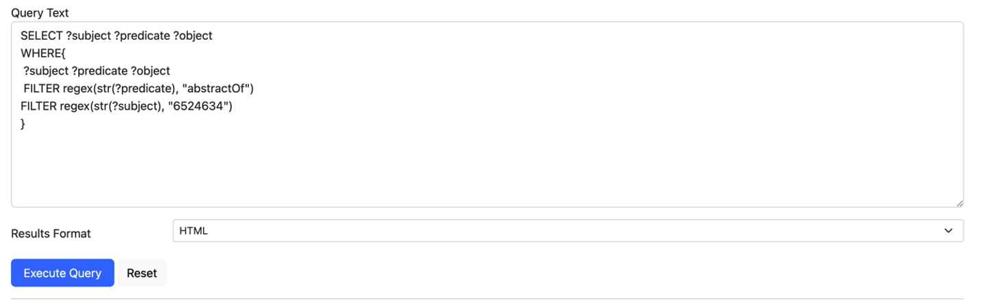 Query Text
SELECT ?subject ?predicate ?object
WHERE{
?subject ?predicate ?object
FILTER regex(str(?predicate), "abstractOf")
FILTER regex(str(?subject), "6524634")
}
Results Format
HTML
Execute Query
Reset